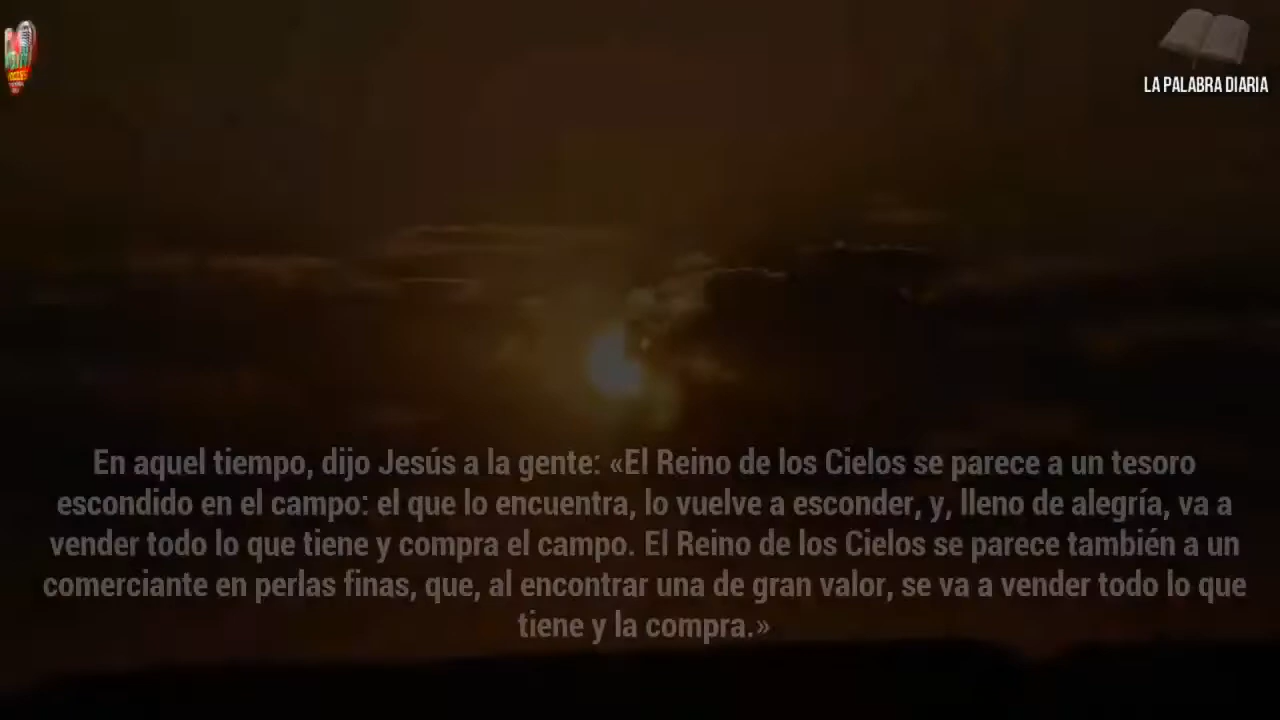 LA PALABRA DIARIA
En aquel tiempo, dijo Jesús a la gente: «El Reino de los Cielos se parece a un tesoro
escondido en el campo: el que lo encuentra, lo vuelve a esconder, y, lleno de alegría, va a
vender todo lo que tiene y compra el campo. El Reino de los Cielos se parece también a un
comerciante en perlas finas, que, al encontrar una de gran valor, se va a vender todo lo que
tiene y la compra.»